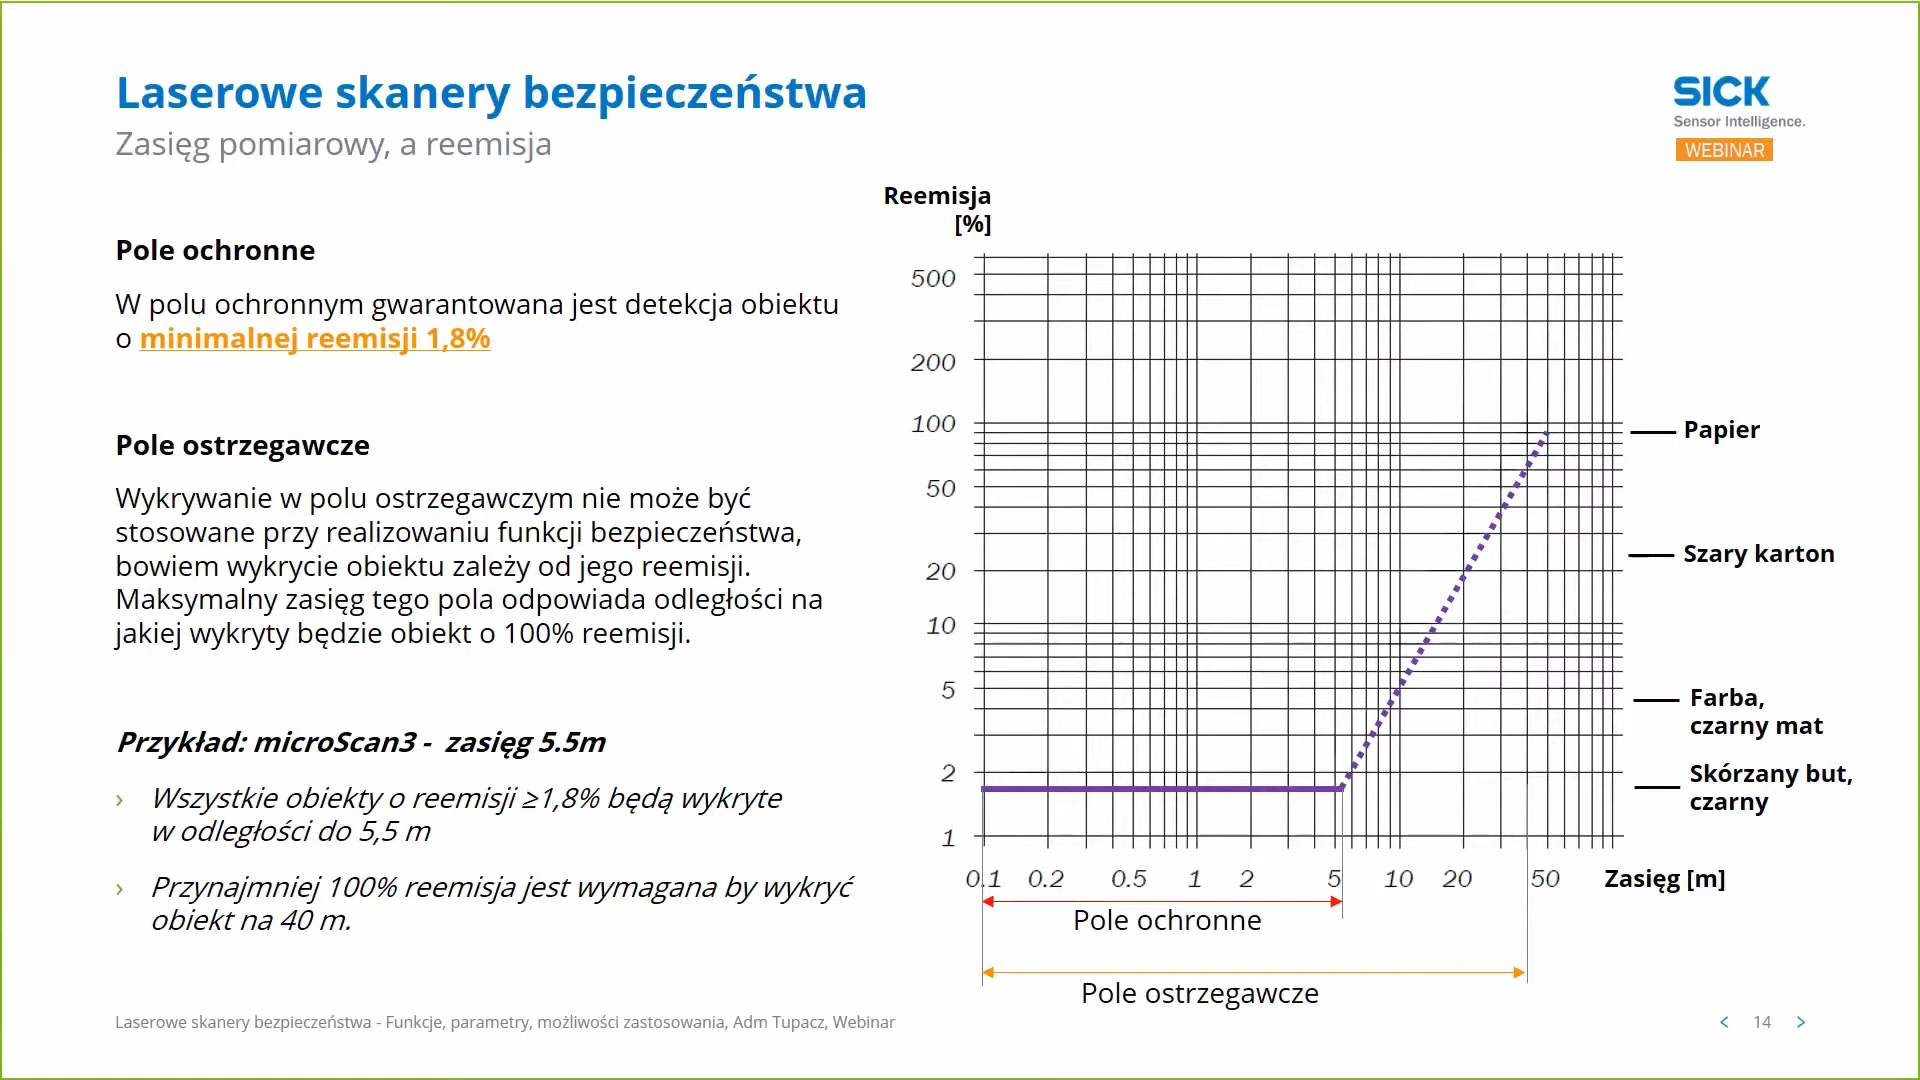 Laserowe skanery bezpieczeństwa
Zasięg pomiarowy, a reemisja
SICK
Sensor Intelligence.
WEBINAR
Pole ochronne
W polu ochronnym gwarantowana jest detekcja obiektu
o minimalnej reemisji 1,8%
Pole ostrzegawcze
Wykrywanie w polu ostrzegawczym nie może być
stosowane przy realizowaniu funkcji bezpieczeństwa,
bowiem wykrycie obiektu zależy od jego reemisji.
Maksymalny zasięg tego pola odpowiada odległości na
jakiej wykryty będzie obiekt o 100% reemisji.
Przykład: microScan3 - zasięg 5.5m
› Wszystkie obiekty o reemisji ≥1,8% będą wykryte
w odległości do 5,5 m
› Przynajmniej 100% reemisja jest wymagana by wykryć
obiekt na 40 m.
Reemisja
[%]
500
200
100
50
20
10
5
2
1
0.1 0.2 0.5 1 2 5 10 20 50 Zasięg [m]
Papier
Szary karton
Farba,
czarny mat
Skórzany but,
czarny
Pole ochronne
Pole ostrzegawcze
Laserowe skanery bezpieczeństwa - Funkcje, parametry, możliwości zastosowania, Adm Tupacz, Webinar
< 14 >